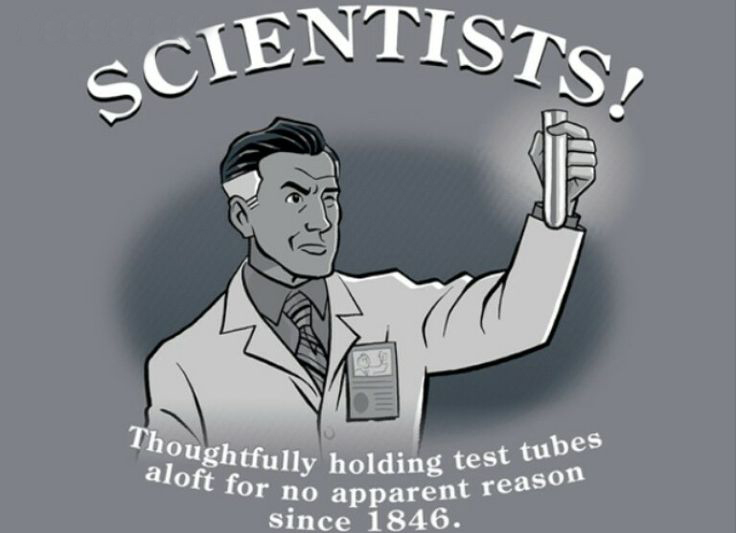 SCIENTISTS!
Thoughtfully holding test tubes
aloft for no apparent reason
since 1846.